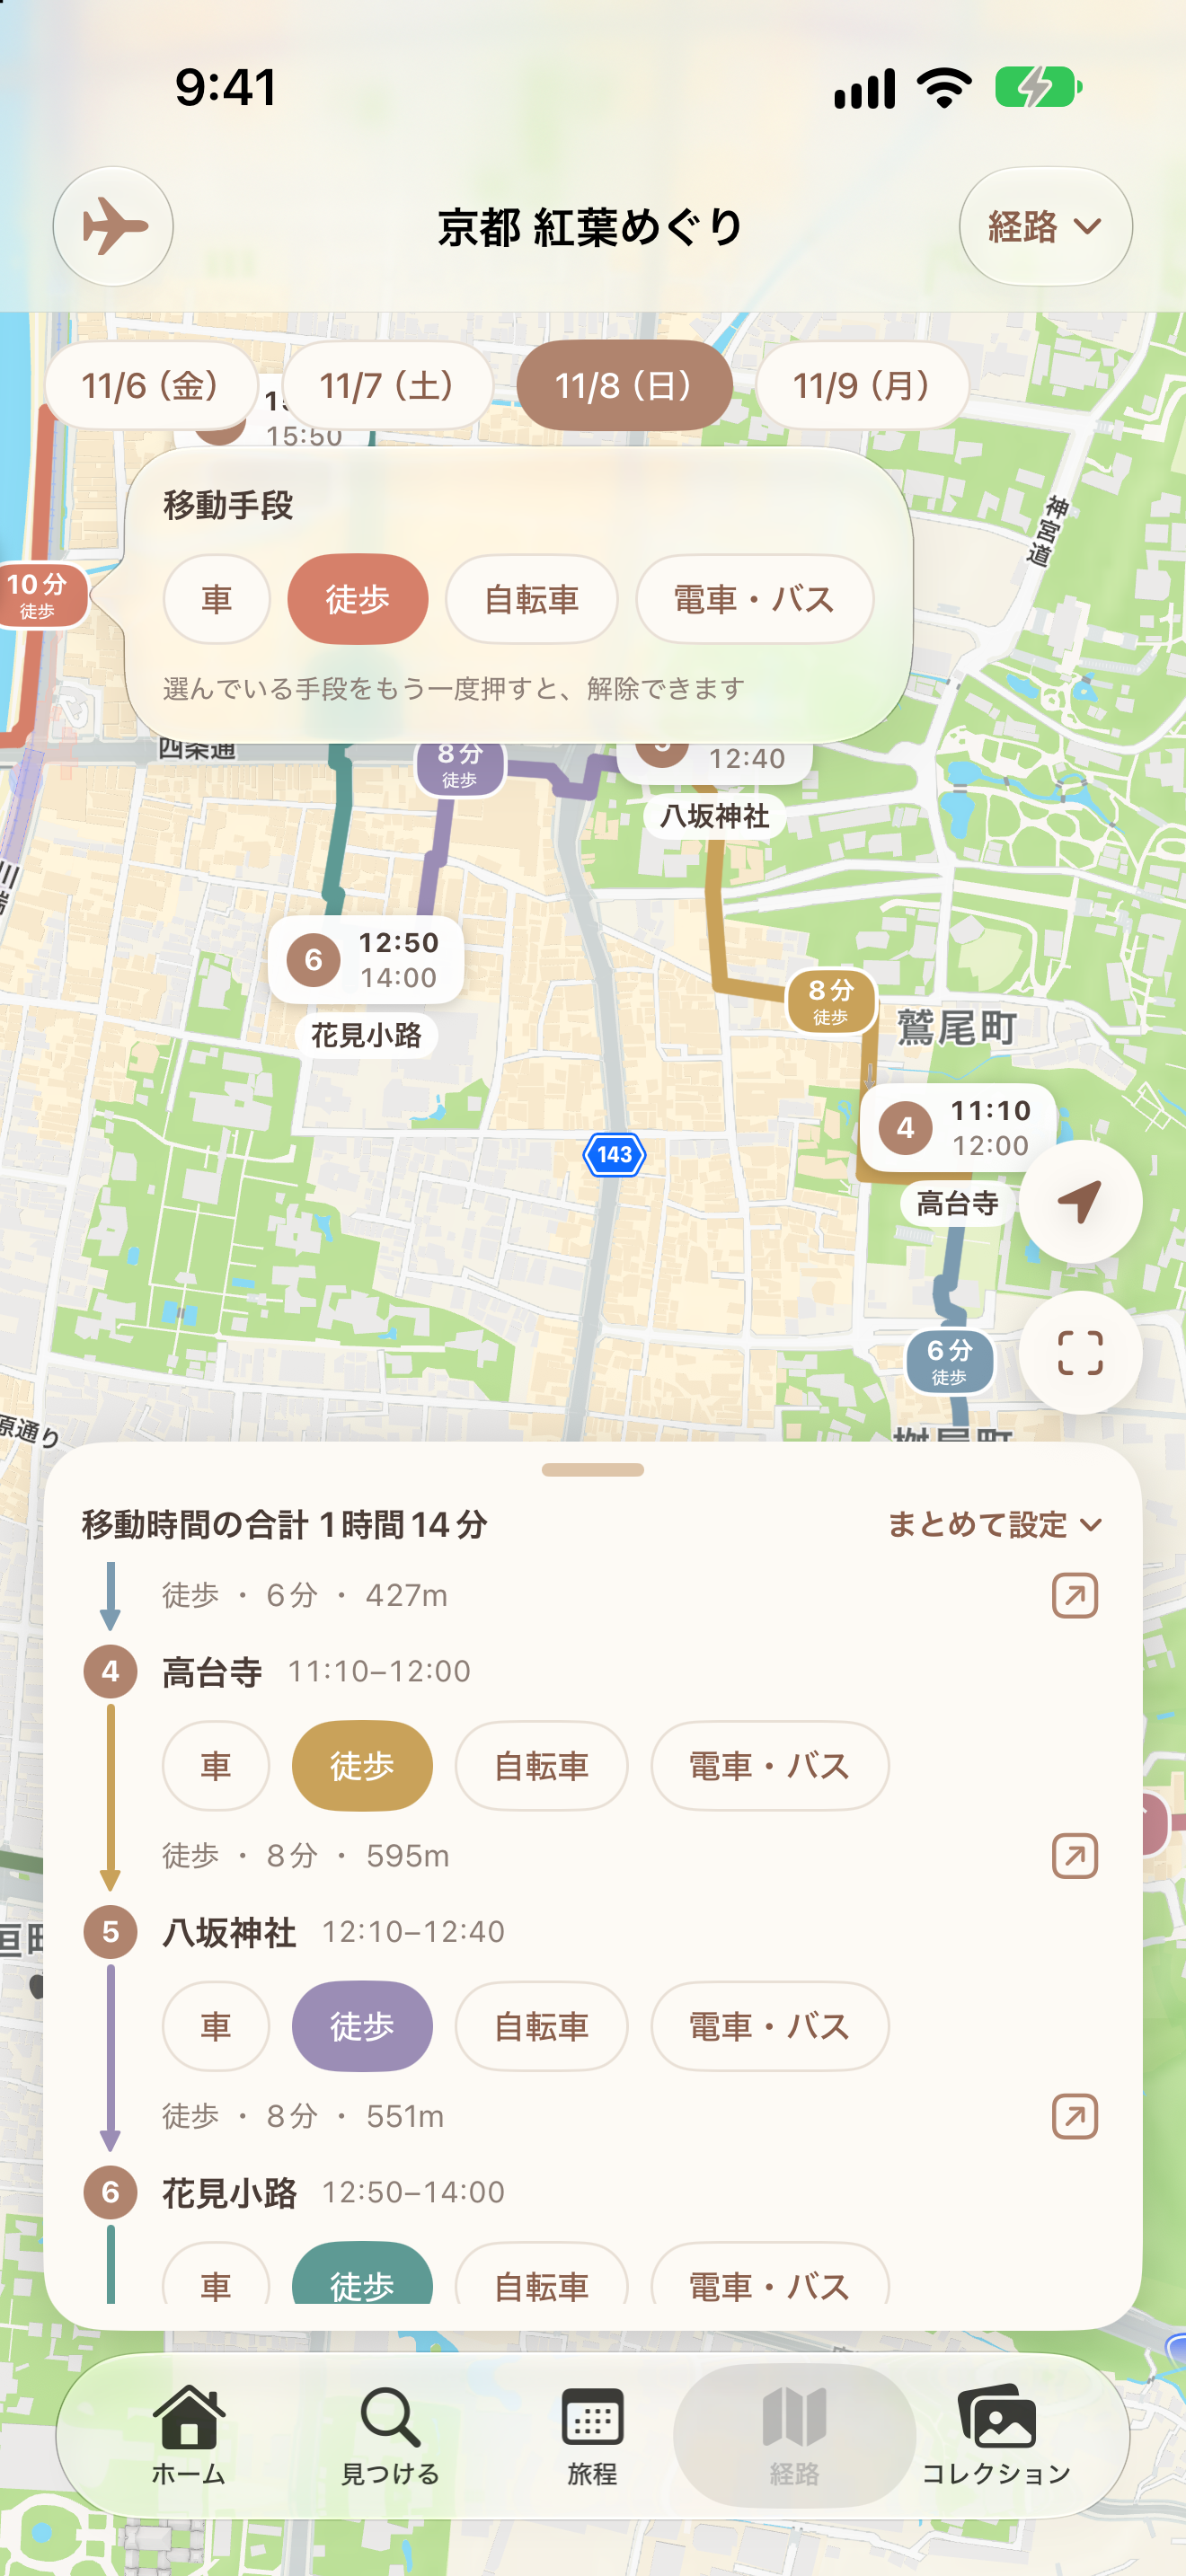 9:41
京都 紅葉めぐり
経路
11/6（金）
11/7（土）
11/8（日）
11/9（月）
15:50
移動手段
車
徒歩
自転車
電車・バス
選んでいる手段をもう一度押すと、解除できます
10分
徒歩
神宮道
四条通
8分
徒歩
12:40
八坂神社
6
12:50
14:00
花見小路
8分
徒歩
鷲尾町
4
11:10
12:00
高台寺
143
6分
徒歩
原通り
移動時間の合計 1時間14分
まとめて設定
徒歩 ・ 6分 ・ 427m
4
高台寺 11:10–12:00
車
徒歩
自転車
電車・バス
徒歩 ・ 8分 ・ 595m
5
八坂神社 12:10–12:40
車
徒歩
自転車
電車・バス
徒歩 ・ 8分 ・ 551m
6
花見小路 12:50–14:00
車
徒歩
自転車
電車・バス
ホーム
見つける
旅程
経路
コレクション